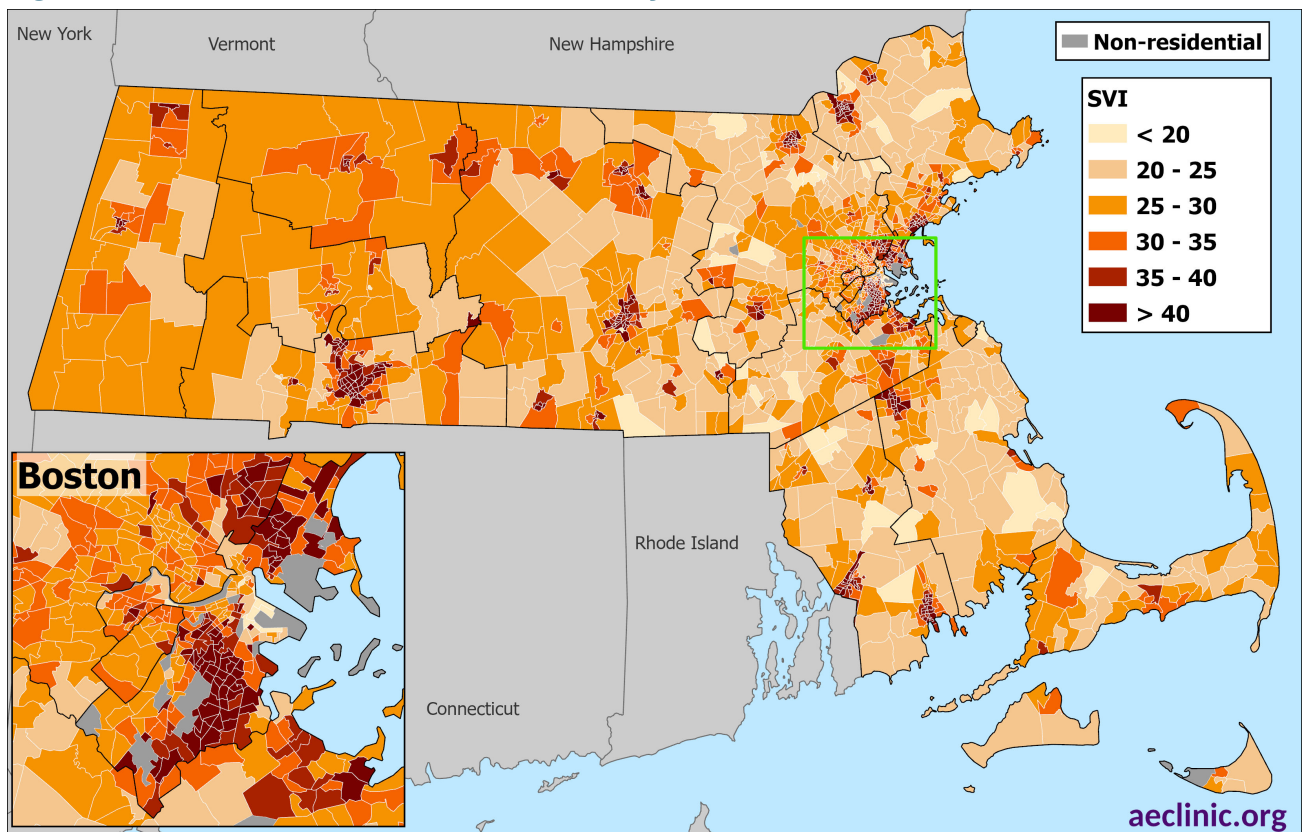 New York
Vermont
New Hampshire
Non-residential
SVI
< 20
20 - 25
25 - 30
30 - 35
35 - 40
> 40
Boston
Rhode Island
Connecticut
aeclinic.org